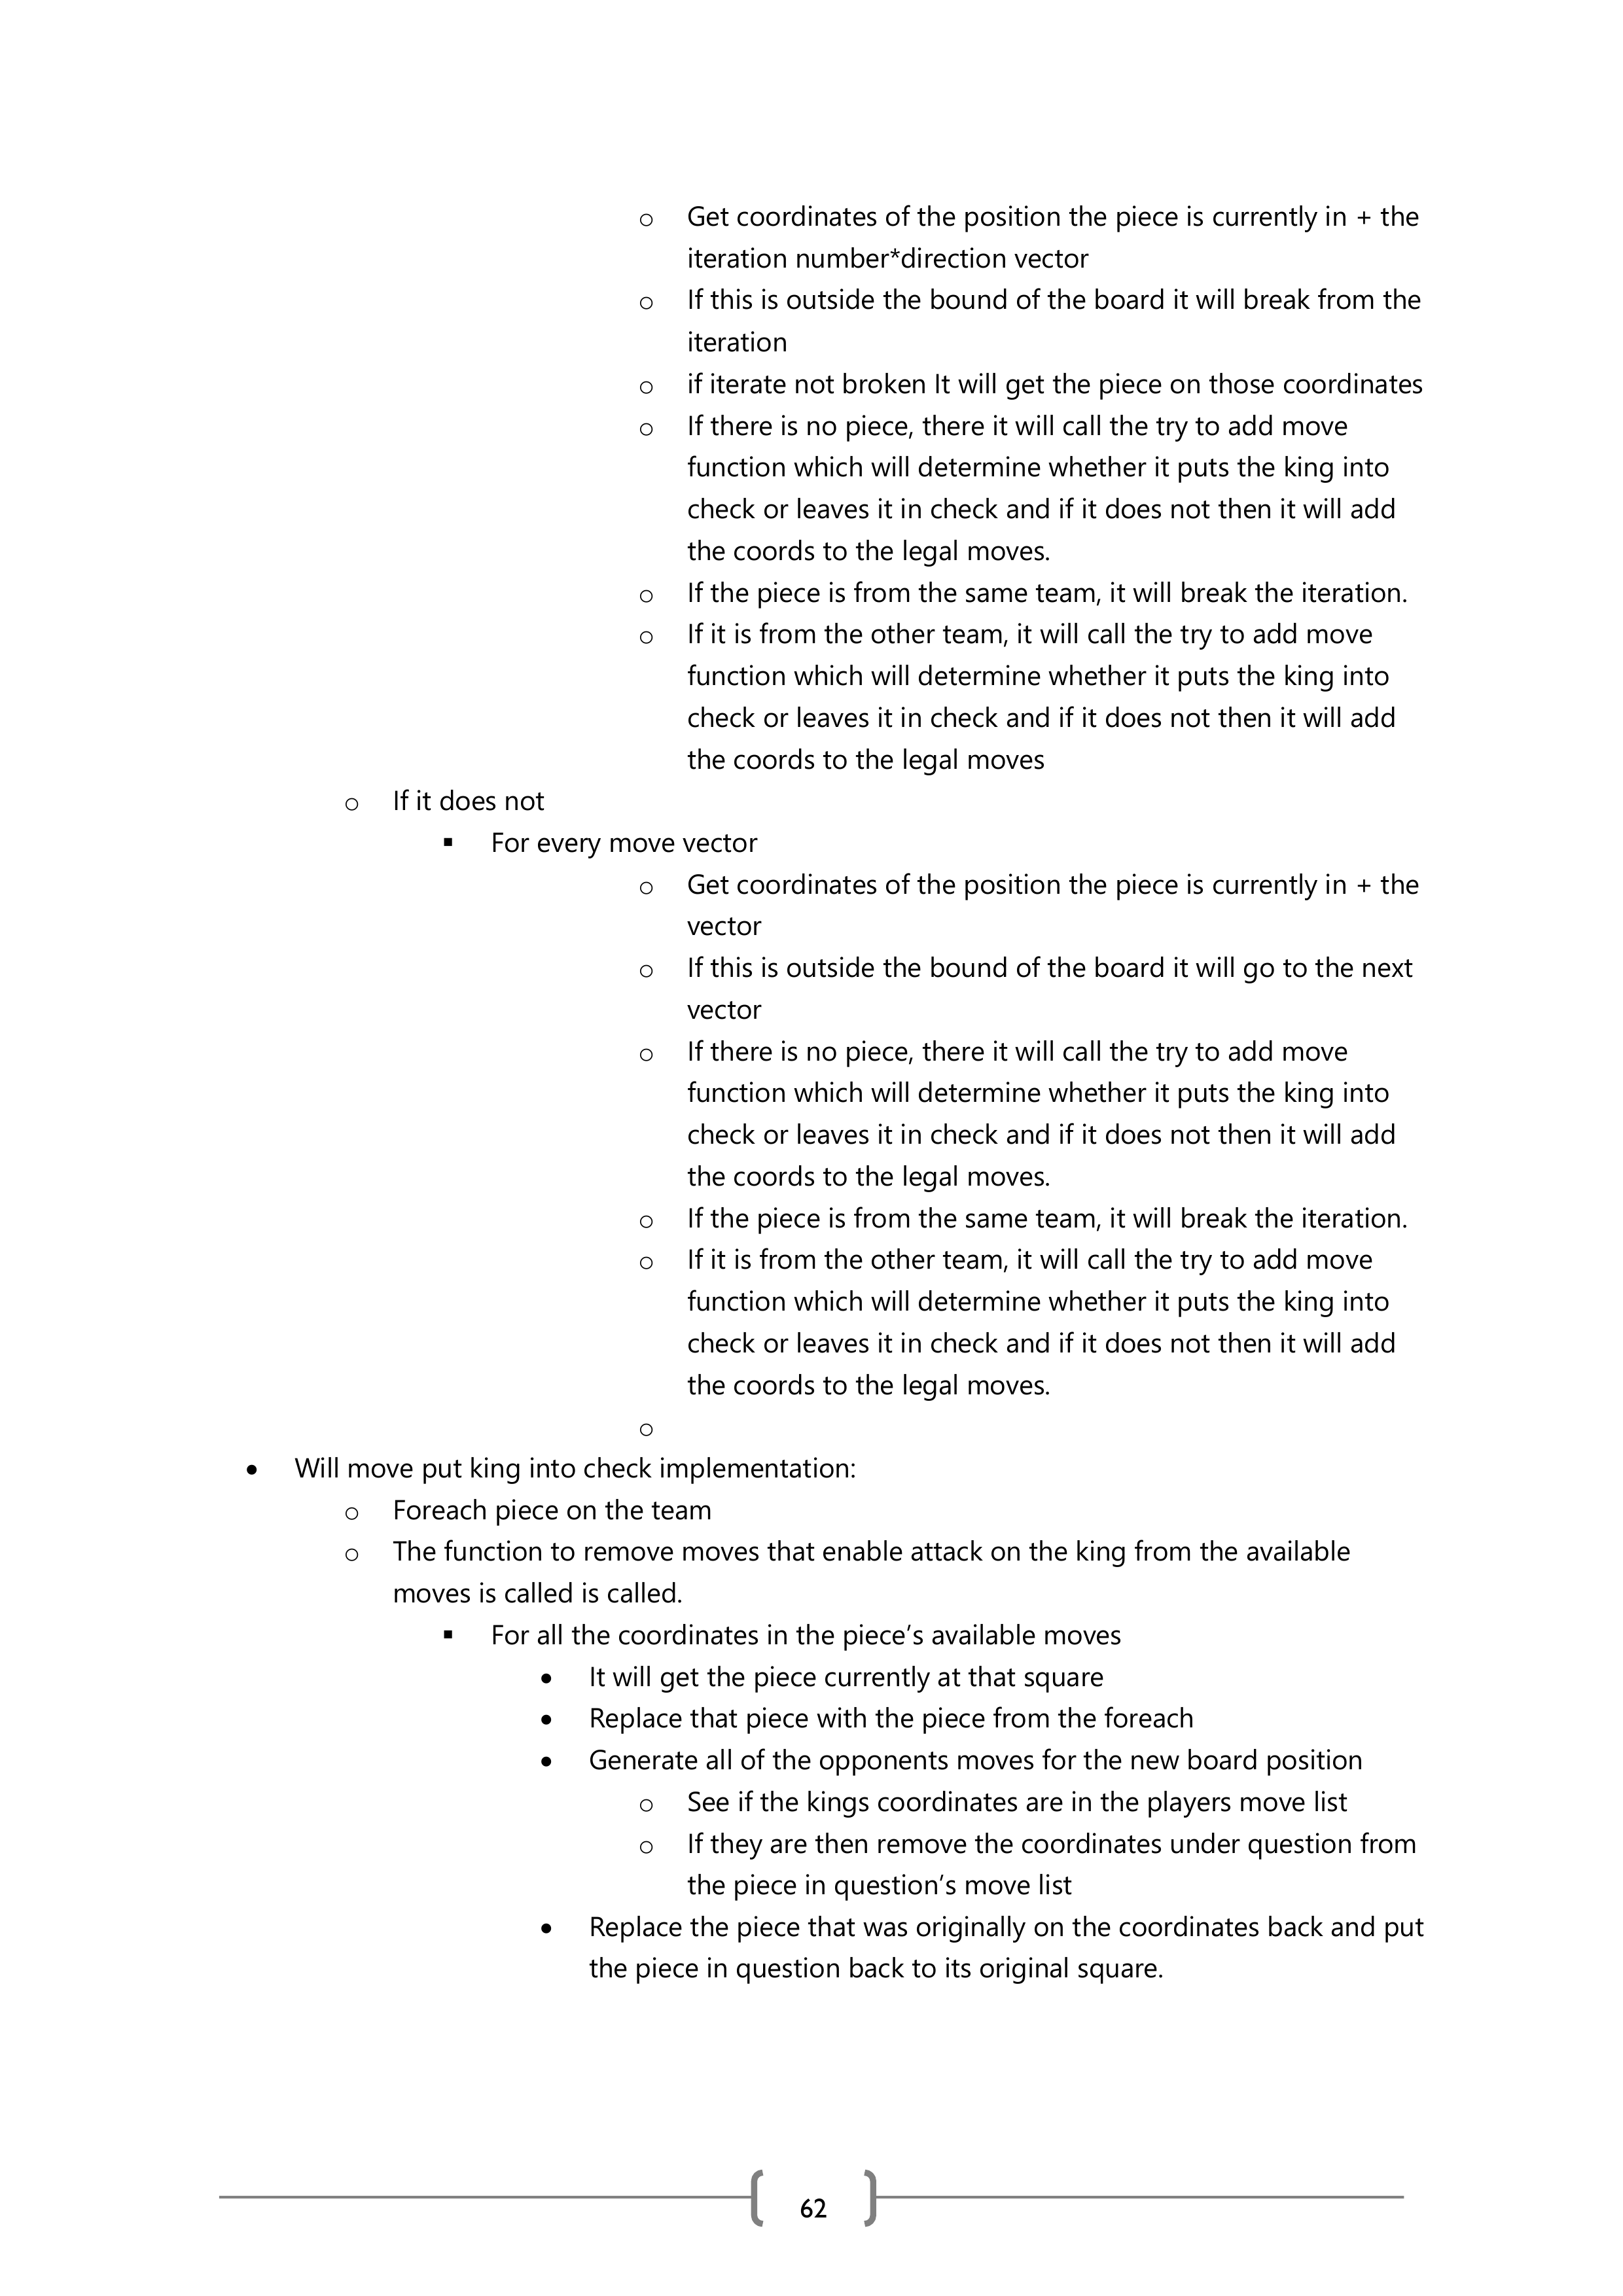 o Get coordinates of the position the piece is currently in + the
iteration number*direction vector
o If this is outside the bound of the board it will break from the
iteration
o if iterate not broken It will get the piece on those coordinates
o If there is no piece, there it will call the try to add move
function which will determine whether it puts the king into
check or leaves it in check and if it does not then it will add
the coords to the legal moves.
o If the piece is from the same team, it will break the iteration.
o If it is from the other team, it will call the try to add move
function which will determine whether it puts the king into
check or leaves it in check and if it does not then it will add
the coords to the legal moves
o If it does not
▪ For every move vector
o Get coordinates of the position the piece is currently in + the
vector
o If this is outside the bound of the board it will go to the next
vector
o If there is no piece, there it will call the try to add move
function which will determine whether it puts the king into
check or leaves it in check and if it does not then it will add
the coords to the legal moves.
o If the piece is from the same team, it will break the iteration.
o If it is from the other team, it will call the try to add move
function which will determine whether it puts the king into
check or leaves it in check and if it does not then it will add
the coords to the legal moves.
o
• Will move put king into check implementation:
o Foreach piece on the team
o The function to remove moves that enable attack on the king from the available
moves is called is called.
▪ For all the coordinates in the piece’s available moves
• It will get the piece currently at that square
• Replace that piece with the piece from the foreach
• Generate all of the opponents moves for the new board position
o See if the kings coordinates are in the players move list
o If they are then remove the coordinates under question from
the piece in question’s move list
• Replace the piece that was originally on the coordinates back and put
the piece in question back to its original square.
62